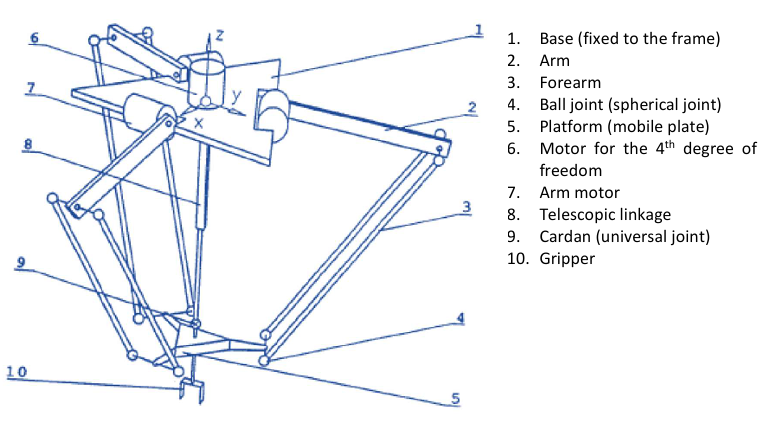 1
z
6
7
y
2
x
8
3
9
4
10
5
1. Base (fixed to the frame)
2. Arm
3. Forearm
4. Ball joint (spherical joint)
5. Platform (mobile plate)
6. Motor for the 4th degree of
freedom
7. Arm motor
8. Telescopic linkage
9. Cardan (universal joint)
10. Gripper